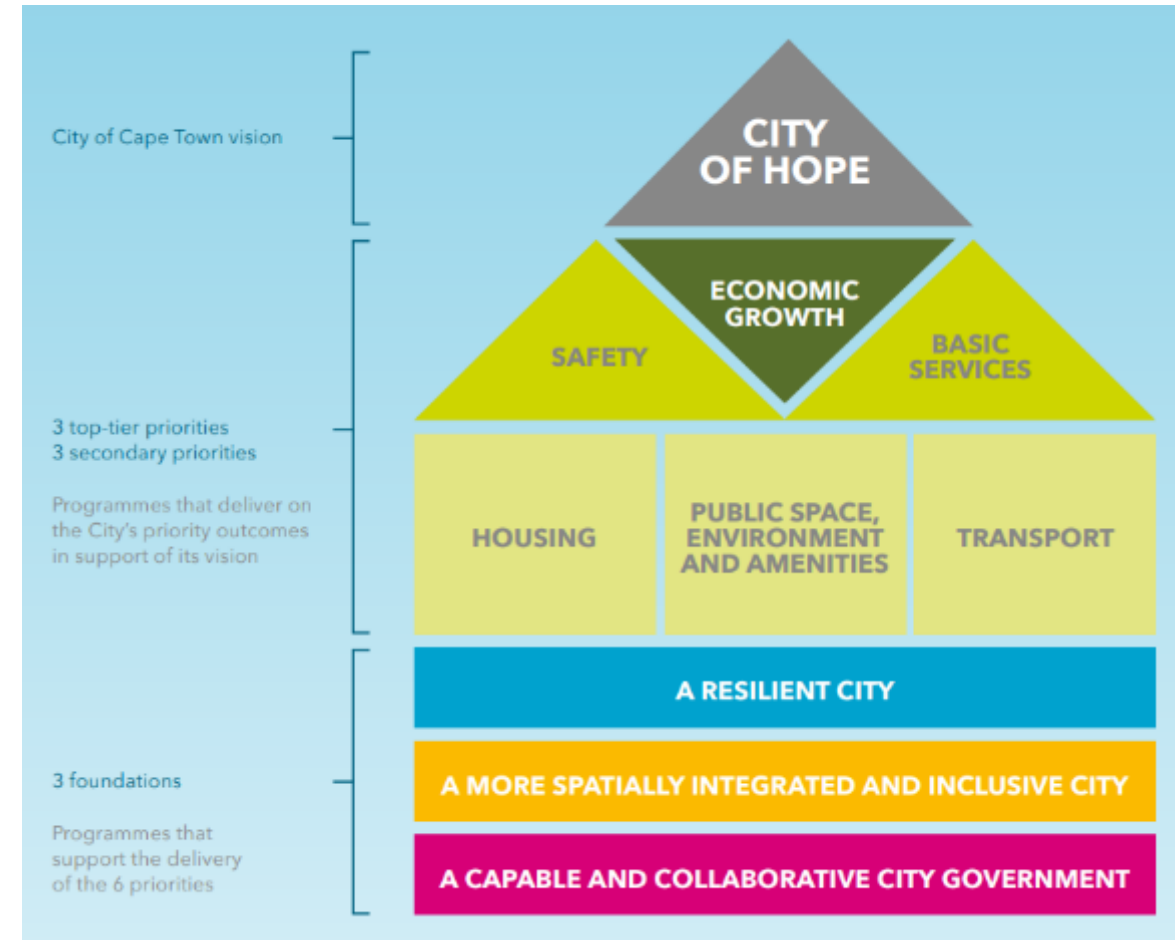 City of Cape Town vision
CITY
OF HOPE
ECONOMIC
GROWTH
SAFETY
BASIC
SERVICES
3 top-tier priorities
3 secondary priorities
Programmes that deliver on
the City's priority outcomes
in support of its vision
HOUSING
PUBLIC SPACE,
ENVIRONMENT
AND AMENITIES
TRANSPORT
A RESILIENT CITY
3 foundations
Programmes that
support the delivery
of the 6 priorities
A MORE SPATIALLY INTEGRATED AND INCLUSIVE CITY
A CAPABLE AND COLLABORATIVE CITY GOVERNMENT